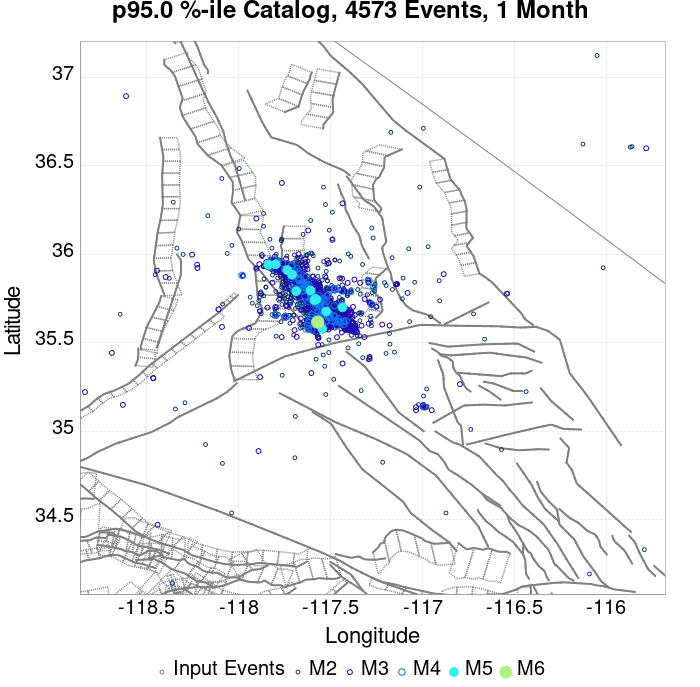 p95.0 %-ile Catalog, 4573 Events, 1 Month
37
36.5
36
35.5
35
34.5
Latitude
-118.5 -118 -117.5 -117 -116.5 -116
Longitude
Input Events M2 M3 M4 M5 M6